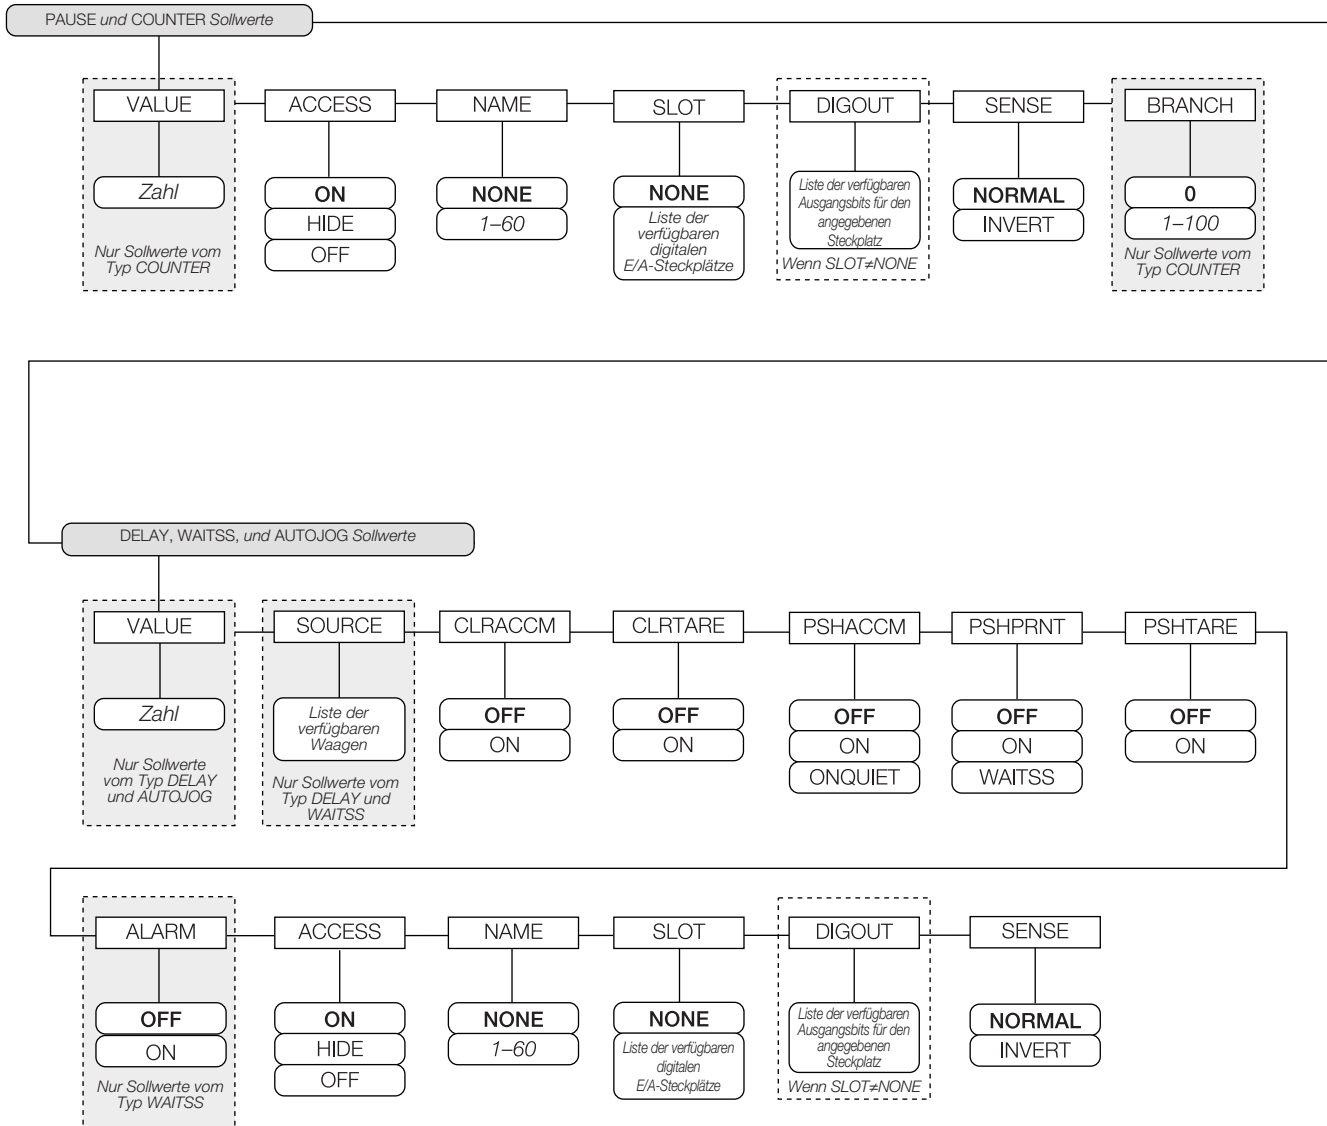 PAUSE und COUNTER Sollwerte
VALUE
ACCESS
NAME
SLOT
DIGOUT
SENSE
BRANCH
Zahl
Nur Sollwerte vom
Typ COUNTER
ON
HIDE
OFF
NONE
1–60
NONE
Liste der
verfügbaren
digitalen
E/A-Steckplätze
Liste der verfügbaren
Ausgangsbits für den
angegebenen
Steckplatz
Wenn SLOT≠NONE
NORMAL
INVERT
0
1–100
Nur Sollwerte vom
Typ COUNTER
DELAY, WAITSS, und AUTOJOG Sollwerte
VALUE
SOURCE
CLRACCM
CLRTARE
PSHACCM
PSHPRNT
PSHTARE
Zahl
Nur Sollwerte
vom Typ DELAY
und AUTOJOG
Liste der
verfügbaren
Waagen
Nur Sollwerte vom
Typ DELAY und
WAITSS
OFF
ON
OFF
ON
OFF
ON
ONQUIET
OFF
ON
WAITSS
OFF
ON
ALARM
ACCESS
NAME
SLOT
DIGOUT
SENSE
OFF
ON
Nur Sollwerte vom
Typ WAITSS
ON
HIDE
OFF
NONE
1–60
NONE
Liste der verfügbaren
digitalen
E/A-Steckplätze
Liste der verfügbaren
Ausgangsbits für den
angegebenen
Steckplatz
Wenn SLOT≠NONE
NORMAL
INVERT